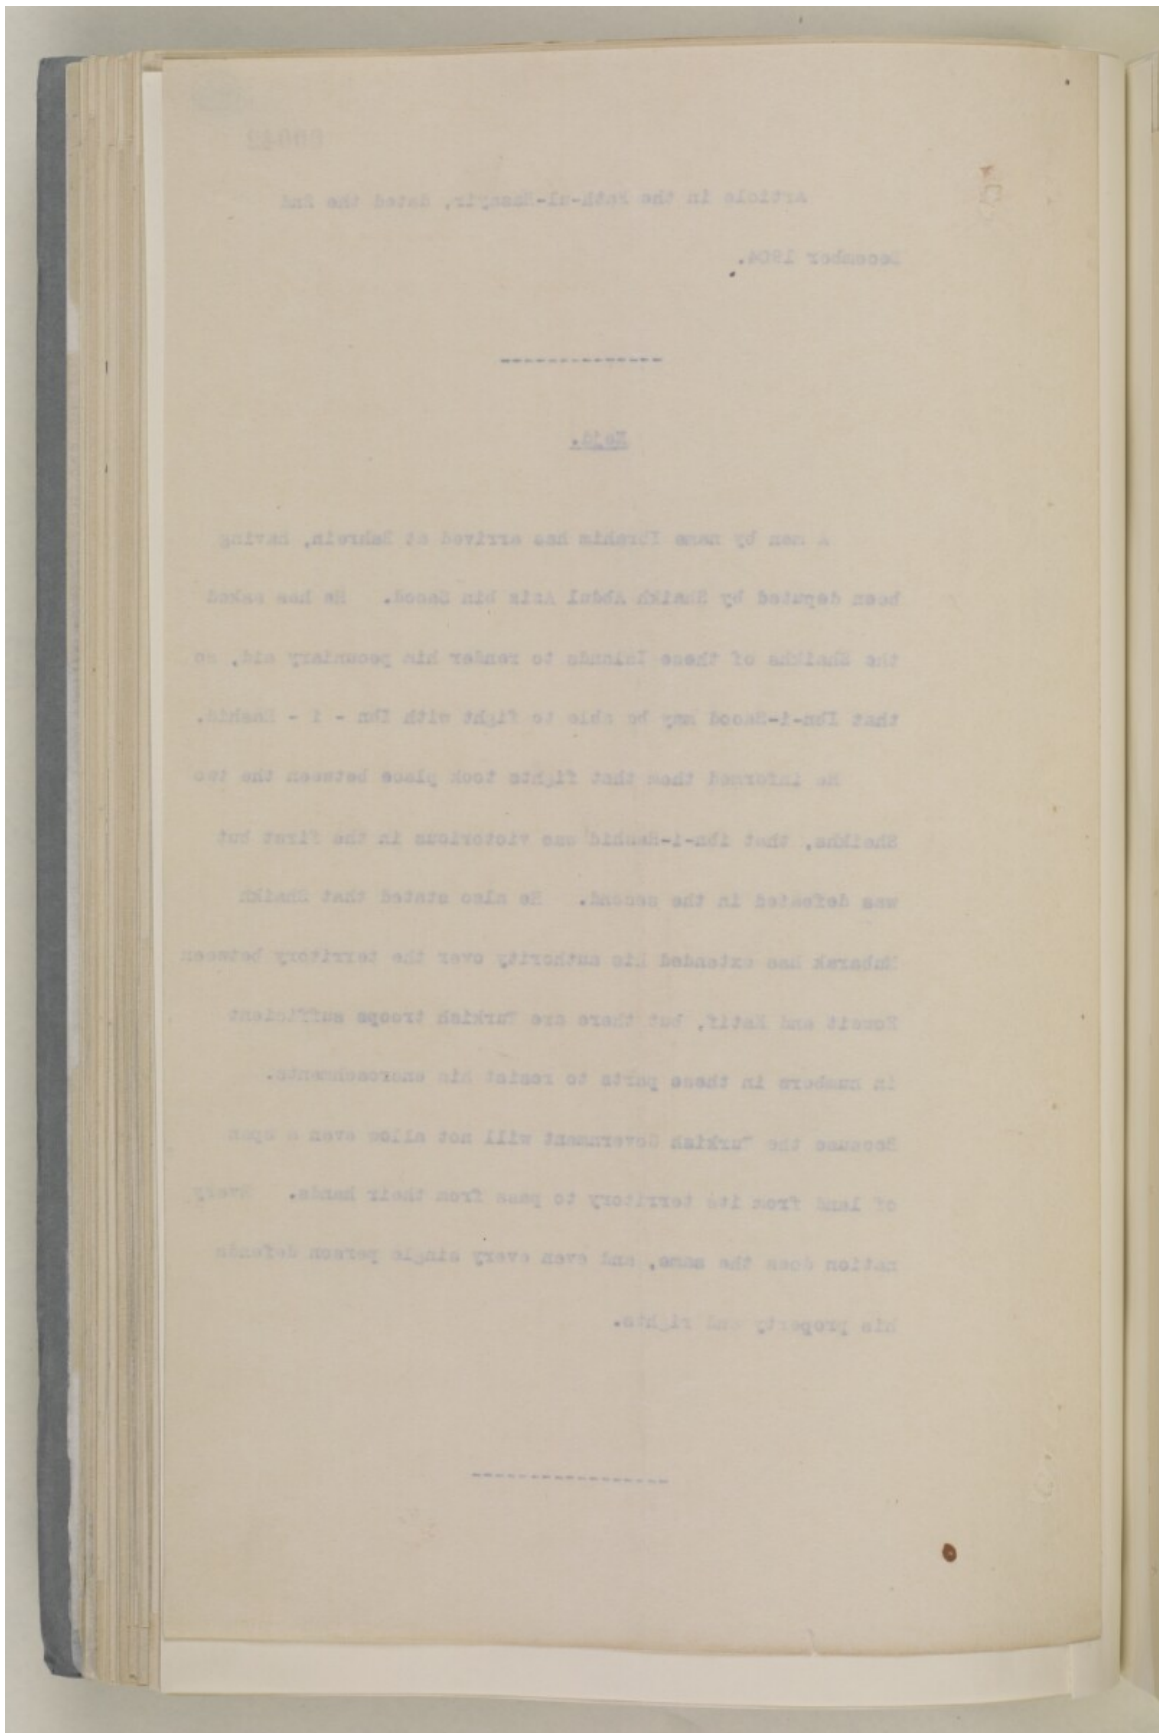 Article in the Fath-ul-Basayir, dated the 2nd
December 1904.
Nejd.
A man by name Ibrahim has arrived at Bahrein, having
been deputed by Shaikh Abdul Aziz bin Saood. He has asked
the Shaikhs of these Islands to render him pecuniary aid, so
that Ibn-i-Saood may be able to fight with Ibn - i - Rashid.
He informed them that fights took place between the two
Shaikhs, that ibn-i-Rashid was victorious in the first but
was defeated in the second. He also stated that Shaikh
Mubarak has extended his authority over the territory between
Koweit and Katif, but there are Turkish troops sufficient
in numbers in these parts to resist his encroachments.
Because the Turkish Government will not allow even a span
of land from its territory to pass from their hands. Every
nation does the same, and even every single person defends
his property and rights.